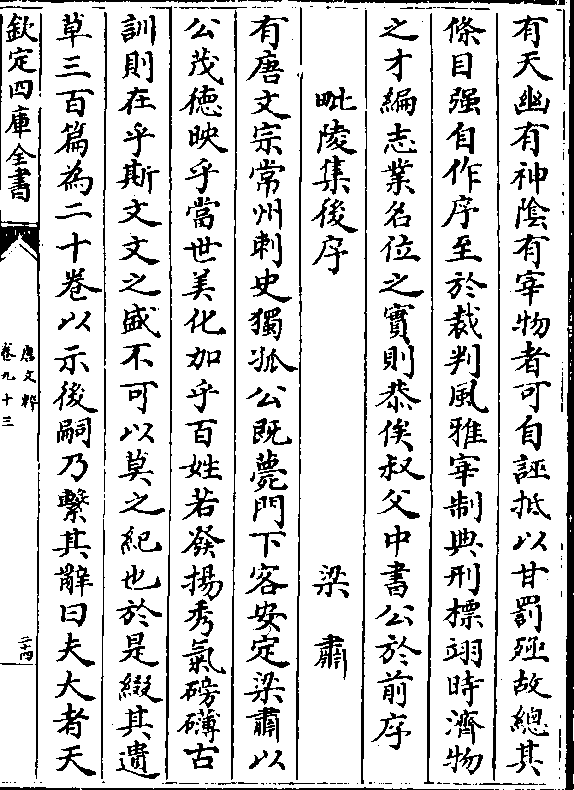 有天幽有神陰有宰物者可自誣抵以甘罰殛故總其
條目强自作序至於裁判風雅宰制典刑標翊時濟物
之才編志業名位之實則恭俟叔父中書公於前序
毗陵集後序 梁肅
有唐文宗常州刺史獨孤公既薨門下客安定梁肅以
公茂德映乎當世美化加乎百姓若發揚秀氣磅礴古
訓則在乎斯文文之盛不可以莫之紀也於是綴其遺
草三百篇為二十卷以示後嗣乃繫其辭曰夫大者天
欽定四庫全書
唐文粹
卷九十三
二十四